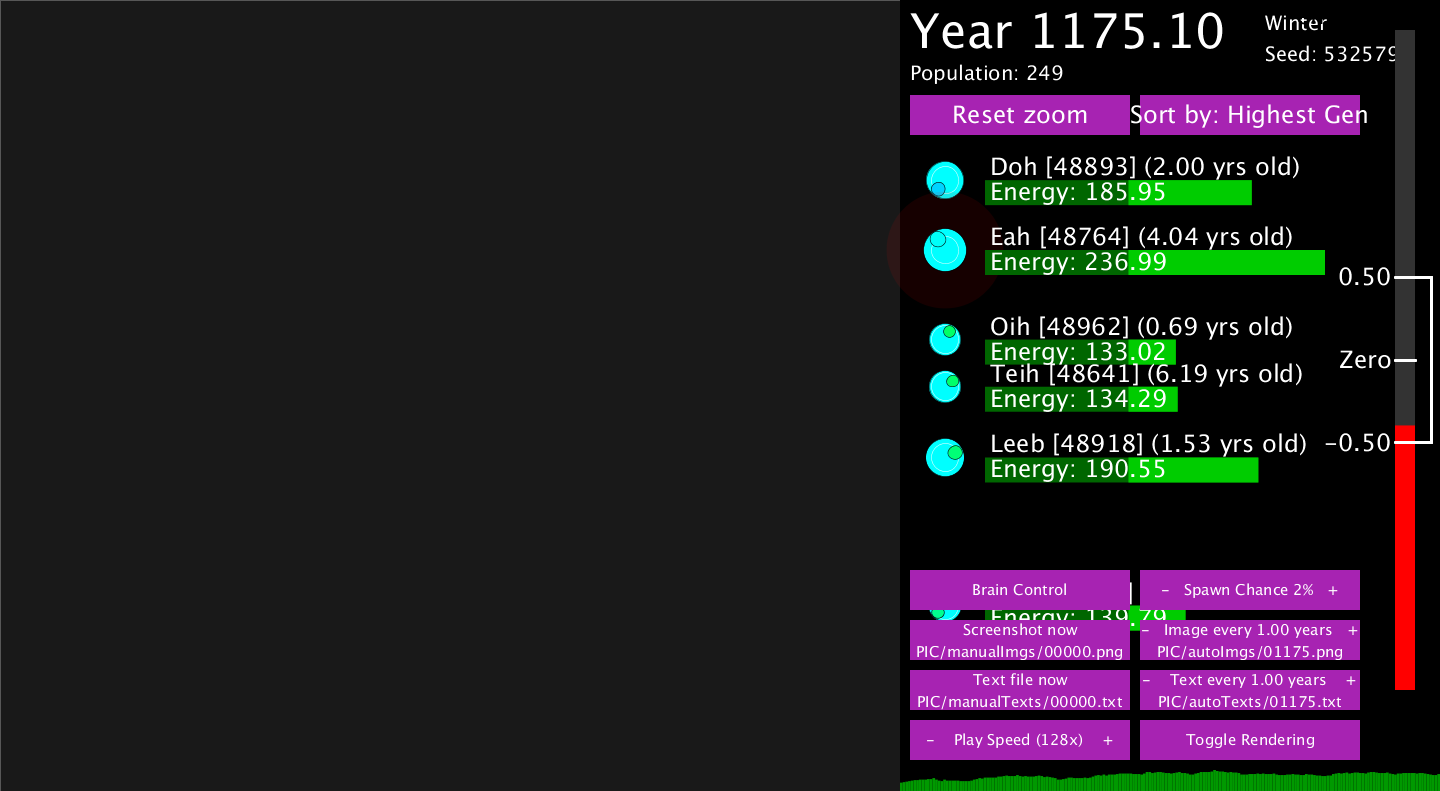 Year 1175.10
Winter
Seed: 532579
Population: 249
Reset zoom
Sort by: Highest Gen
Doh [48893] (2.00 yrs old)
Energy: 185.95
Eah [48764] (4.04 yrs old)
Energy: 236.99
0.50
Oih [48962] (0.69 yrs old)
Energy: 133.02
Zero
Teih [48641] (6.19 yrs old)
Energy: 134.29
Leeb [48918] (1.53 yrs old)
-0.50
Energy: 190.55
Brain Control
- Spawn Chance 2% +
Energy: 139.79
Screenshot now
PIC/manualImgs/00000.png
- Image every 1.00 years +
PIC/autoImgs/01175.png
Text file now
PIC/manualTexts/00000.txt
- Text every 1.00 years +
PIC/autoTexts/01175.txt
- Play Speed (128x) +
Toggle Rendering